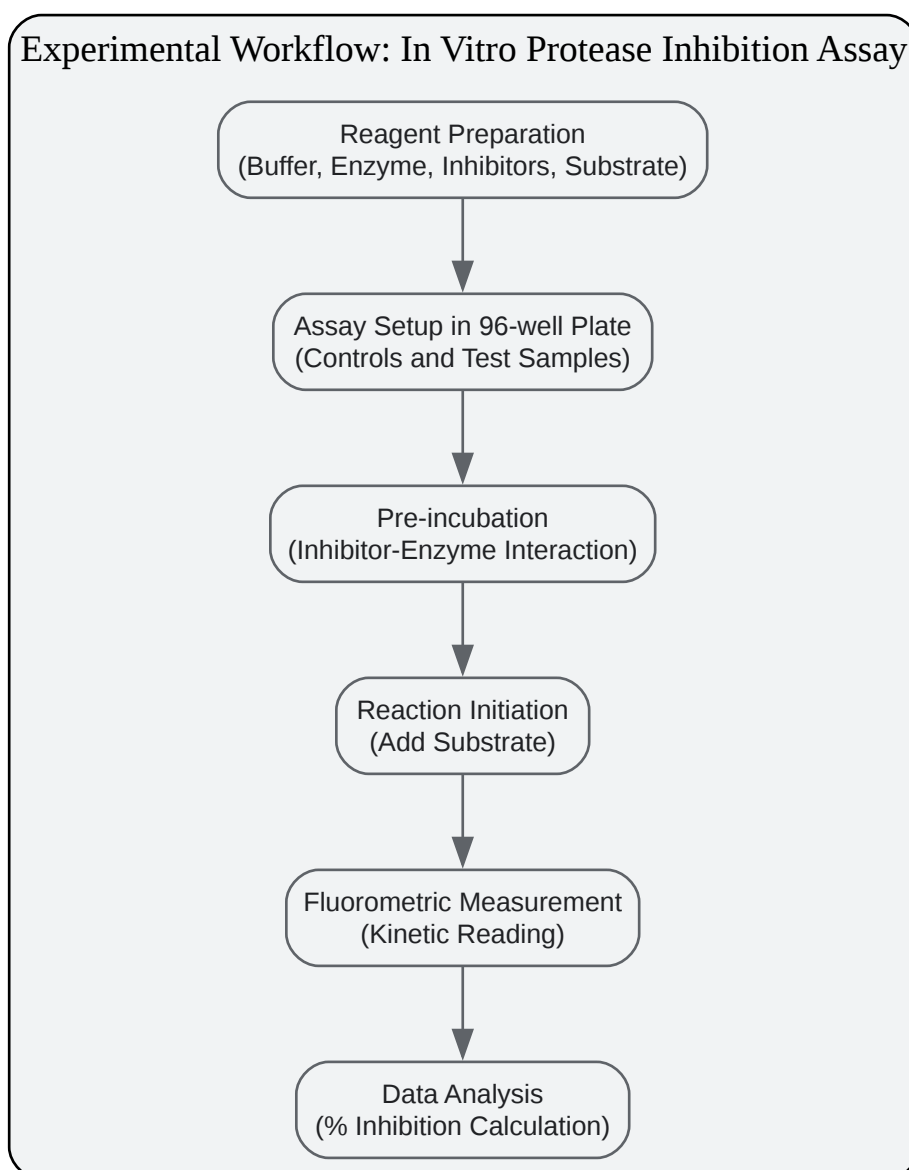 Experimental Workflow: In Vitro Protease Inhibition Assay
Reagent Preparation
(Buffer, Enzyme, Inhibitors, Substrate)
Assay Setup in 96-well Plate
(Controls and Test Samples)
Pre-incubation
(Inhibitor-Enzyme Interaction)
Reaction Initiation
(Add Substrate)
Fluorometric Measurement
(Kinetic Reading)
Data Analysis
(% Inhibition Calculation)